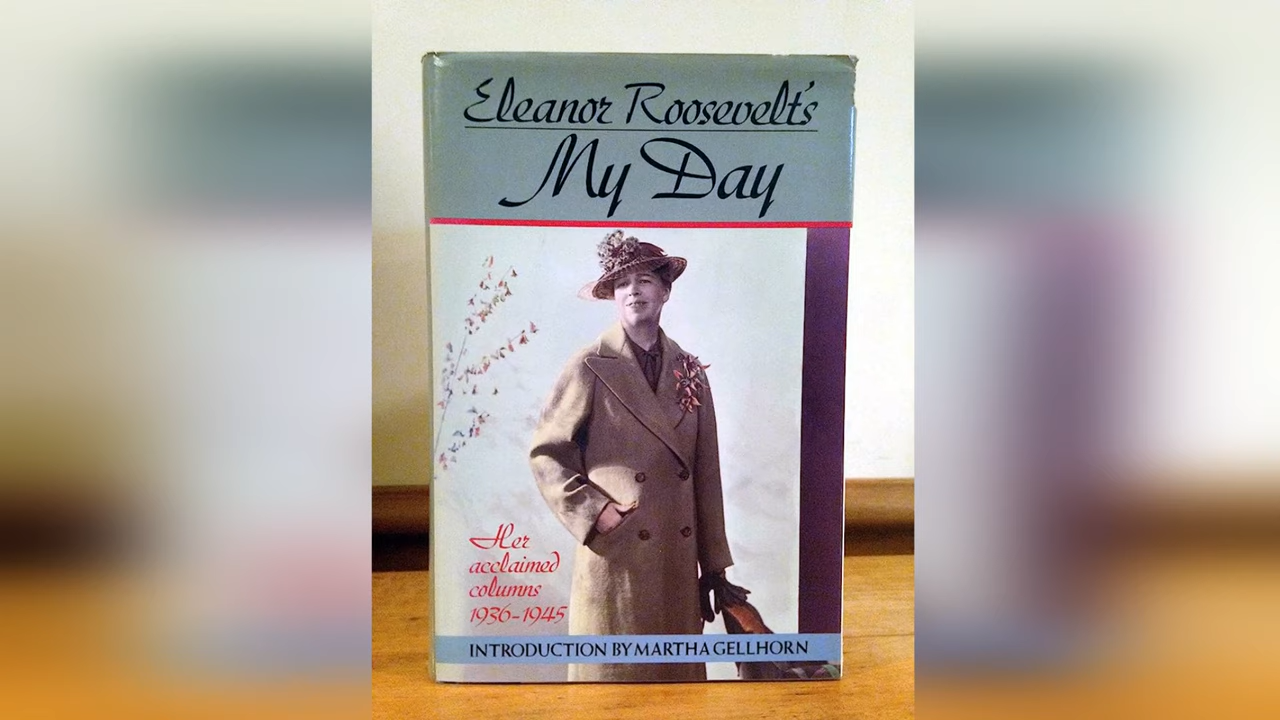 Eleanor Roosevelt's
My Day
Her
acclaimed
columns
1936-1945
INTRODUCTION BY MARTHA GELLHORN